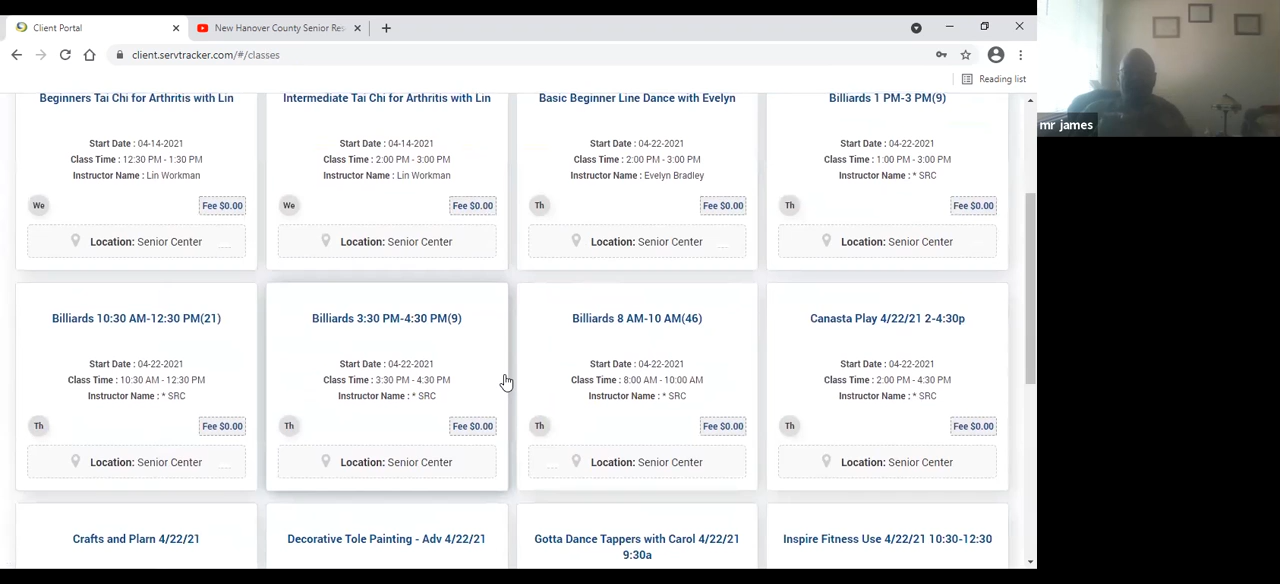 Client Portal
New Hanover County Senior Res
client.servtracker.com/#/classes
Reading list
mr james
Beginners Tai Chi for Arthritis with Lin
Start Date : 04-14-2021
Class Time : 12:30 PM - 1:30 PM
Instructor Name : Lin Workman
We
Fee $0.00
Location: Senior Center
Intermediate Tai Chi for Arthritis with Lin
Start Date : 04-14-2021
Class Time : 2:00 PM - 3:00 PM
Instructor Name : Lin Workman
We
Fee $0.00
Location: Senior Center
Basic Beginner Line Dance with Evelyn
Start Date : 04-22-2021
Class Time : 2:00 PM - 3:00 PM
Instructor Name : Evelyn Bradley
Th
Fee $0.00
Location: Senior Center
Billiards 1 PM-3 PM(9)
Start Date : 04-22-2021
Class Time : 1:00 PM - 3:00 PM
Instructor Name : * SRC
Th
Fee $0.00
Location: Senior Center
Billiards 10:30 AM-12:30 PM(21)
Start Date : 04-22-2021
Class Time : 10:30 AM - 12:30 PM
Instructor Name : * SRC
Th
Fee $0.00
Location: Senior Center
Billiards 3:30 PM-4:30 PM(9)
Start Date : 04-22-2021
Class Time : 3:30 PM - 4:30 PM
Instructor Name : * SRC
Th
Fee $0.00
Location: Senior Center
Billiards 8 AM-10 AM(46)
Start Date : 04-22-2021
Class Time : 8:00 AM - 10:00 AM
Instructor Name : * SRC
Th
Fee $0.00
Location: Senior Center
Canasta Play 4/22/21 2-4:30p
Start Date : 04-22-2021
Class Time : 2:00 PM - 4:30 PM
Instructor Name : * SRC
Th
Fee $0.00
Location: Senior Center
Crafts and Plarn 4/22/21
Decorative Tole Painting - Adv 4/22/21
Gotta Dance Tappers with Carol 4/22/21
9:30a
Inspire Fitness Use 4/22/21 10:30-12:30